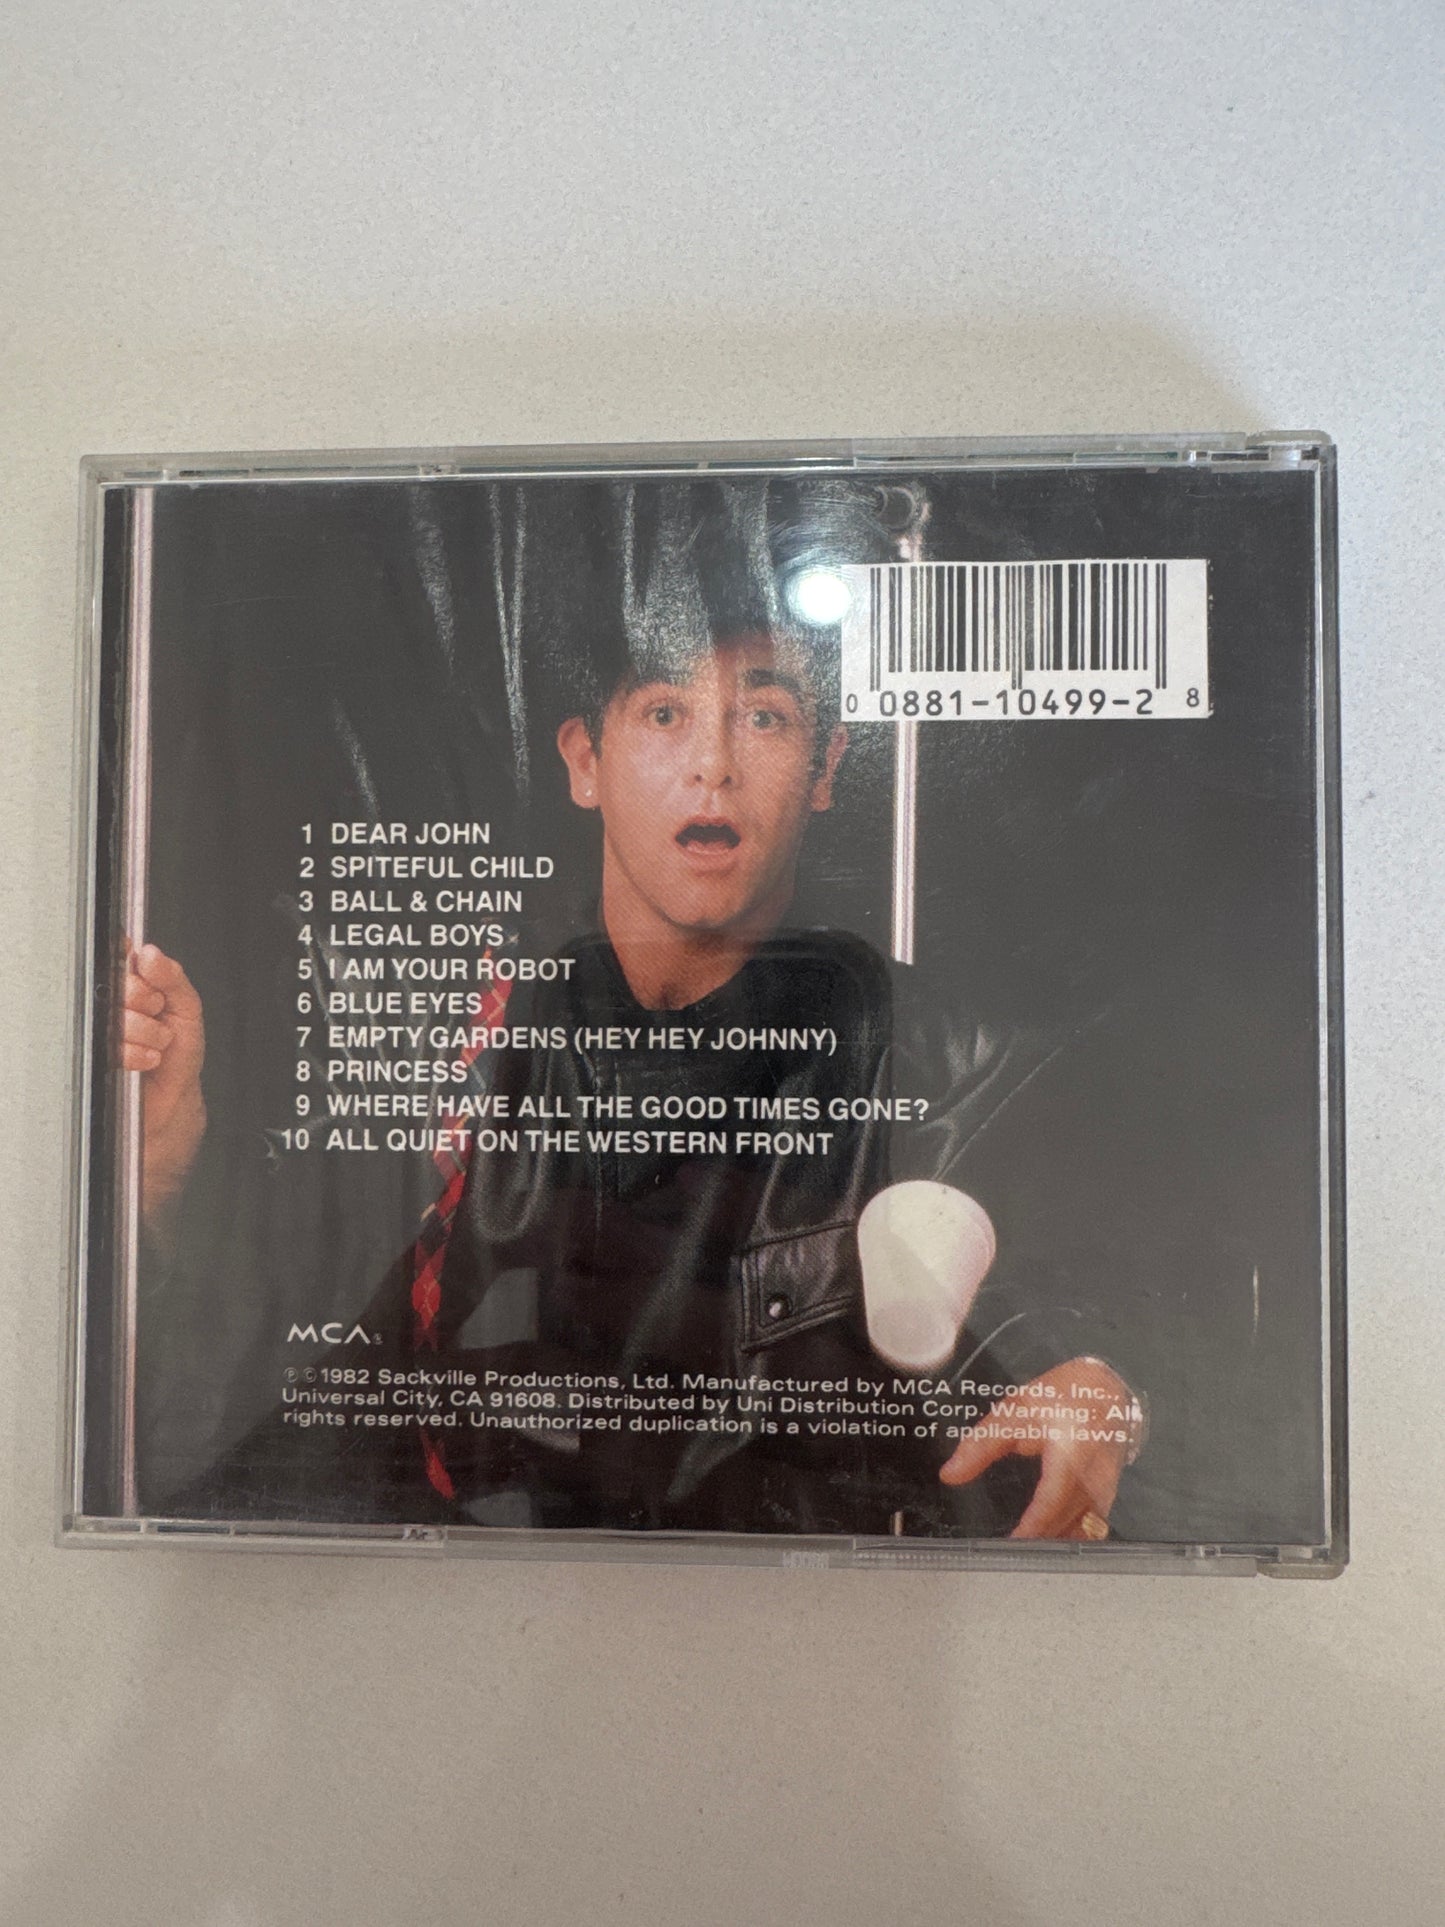 0 0881-10499-2 8
1 DEAR JOHN
2 SPITEFUL CHILD
3 BALL & CHAIN
4 LEGAL BOYS
5 I AM YOUR ROBOT
6 BLUE EYES
7 EMPTY GARDENS (HEY HEY JOHNNY)
8 PRINCESS
9 WHERE HAVE ALL THE GOOD TIMES GONE?
10 ALL QUIET ON THE WESTERN FRONT
MCA®
℗©1982 Sackville Productions, Ltd. Manufactured by MCA Records, Inc.,
Universal City, CA 91608. Distributed by Uni Distribution Corp. Warning: All
rights reserved. Unauthorized duplication is a violation of applicable laws.